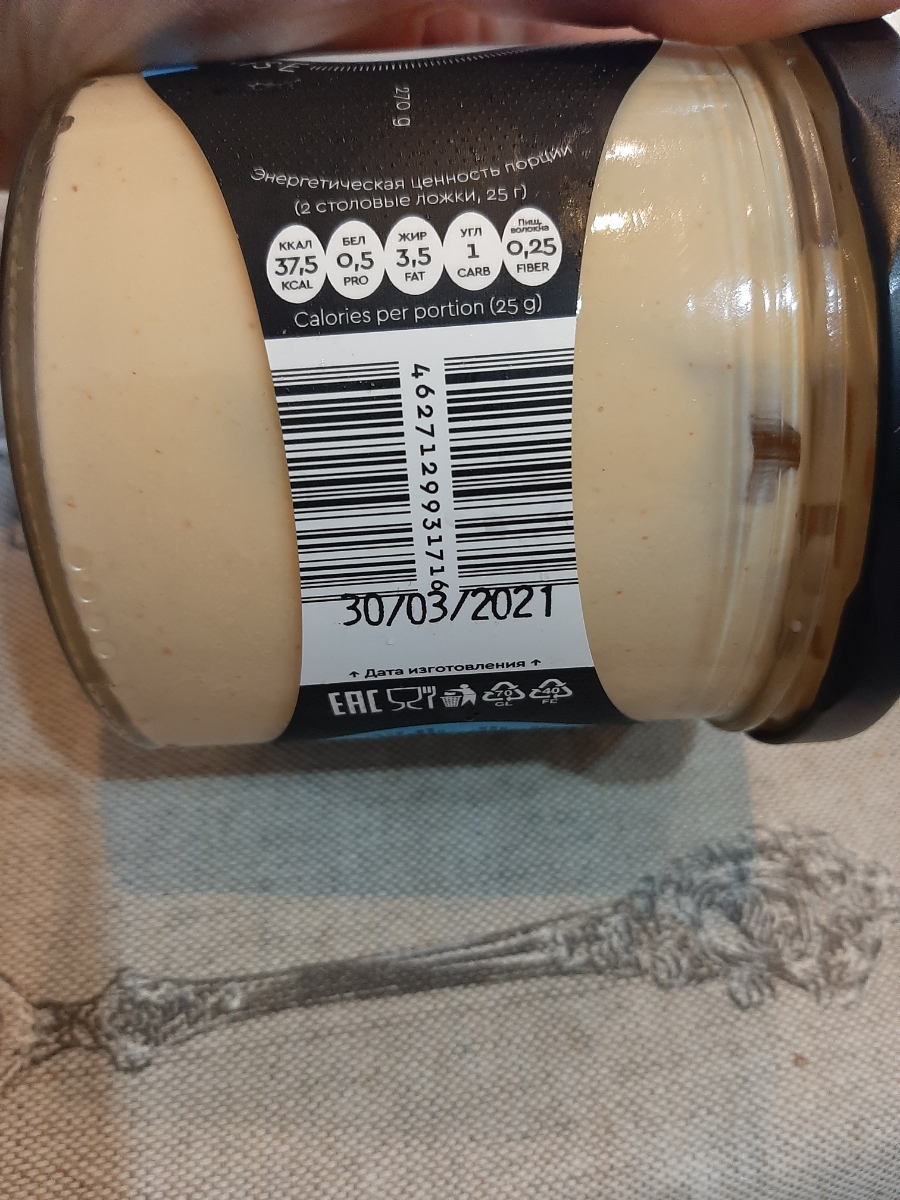 270 g
Энергетическая ценность порции
(2 столовые ложки, 25 г)
ККАЛ
37,5
KCAL
БЕЛ
0,5
PRO
ЖИР
3,5
FAT
УГЛ
1
CARB
Пищ.
волокна
0,25
FIBER
Calories per portion (25 g)
4627129931716
30/03/2021
↑ Дата изготовления ↑
EAC
70
GL
40
FE